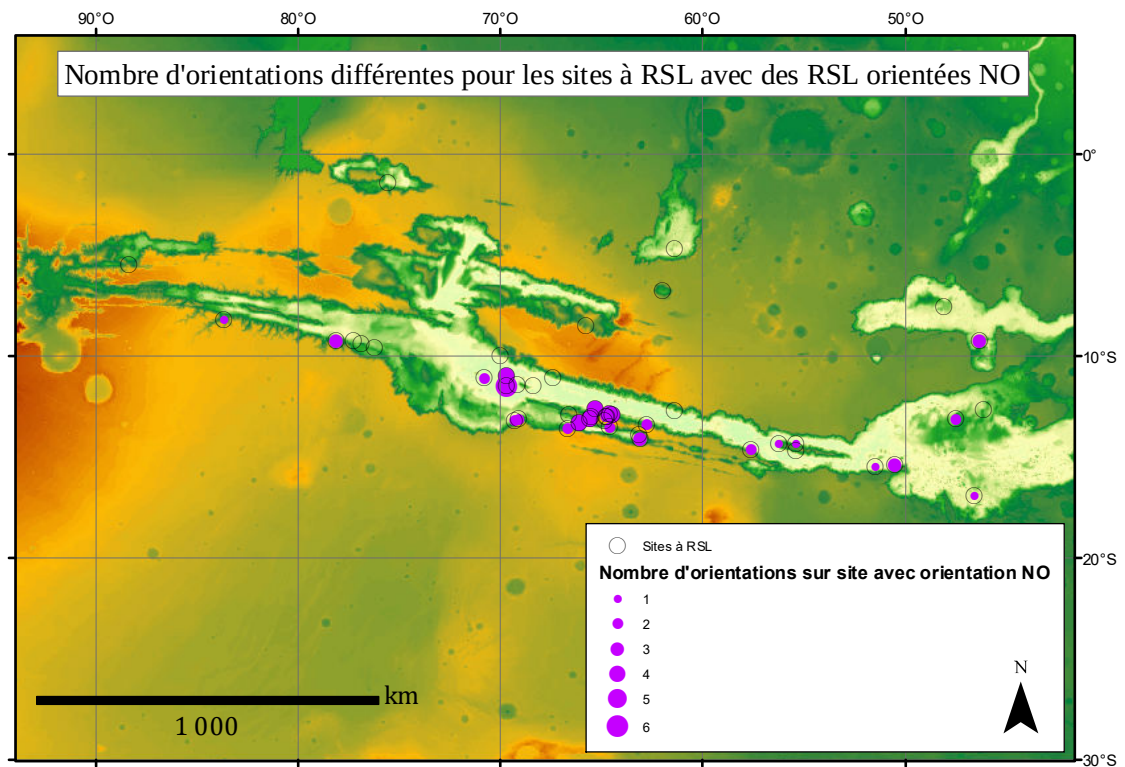 90°O 80°O 70°O 60°O 50°O
Nombre d'orientations différentes pour les sites à RSL avec des RSL orientées NO
0°
10°S
20°S
30°S
Sites à RSL
Nombre d'orientations sur site avec orientation NO
1
2
3
4
5
6
N
km
1 000